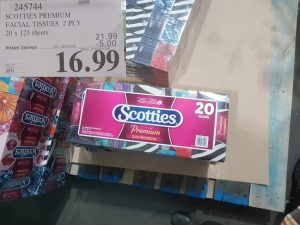 245744
SCOTTIES PREMIUM
FACIAL TISSUES 2 PLY
20 x 123 sheets
21.99
Instant Savings
-5.00
16.99
Scotties
Premium
20
Scotties